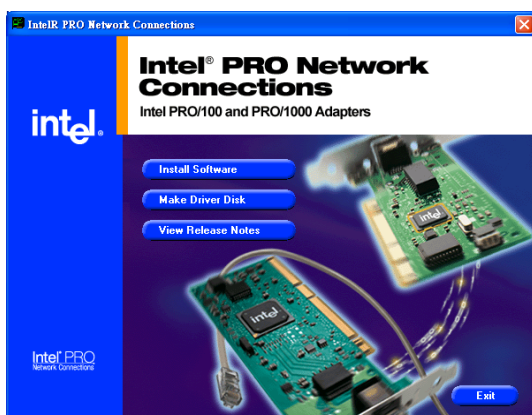 IntelR PRO Network Connections
Intel® PRO Network
Connections
Intel PRO/100 and PRO/1000 Adapters
intel.
Install Software
Make Driver Disk
View Release Notes
intel
intel
Intel® PRO
Network Connections
Exit